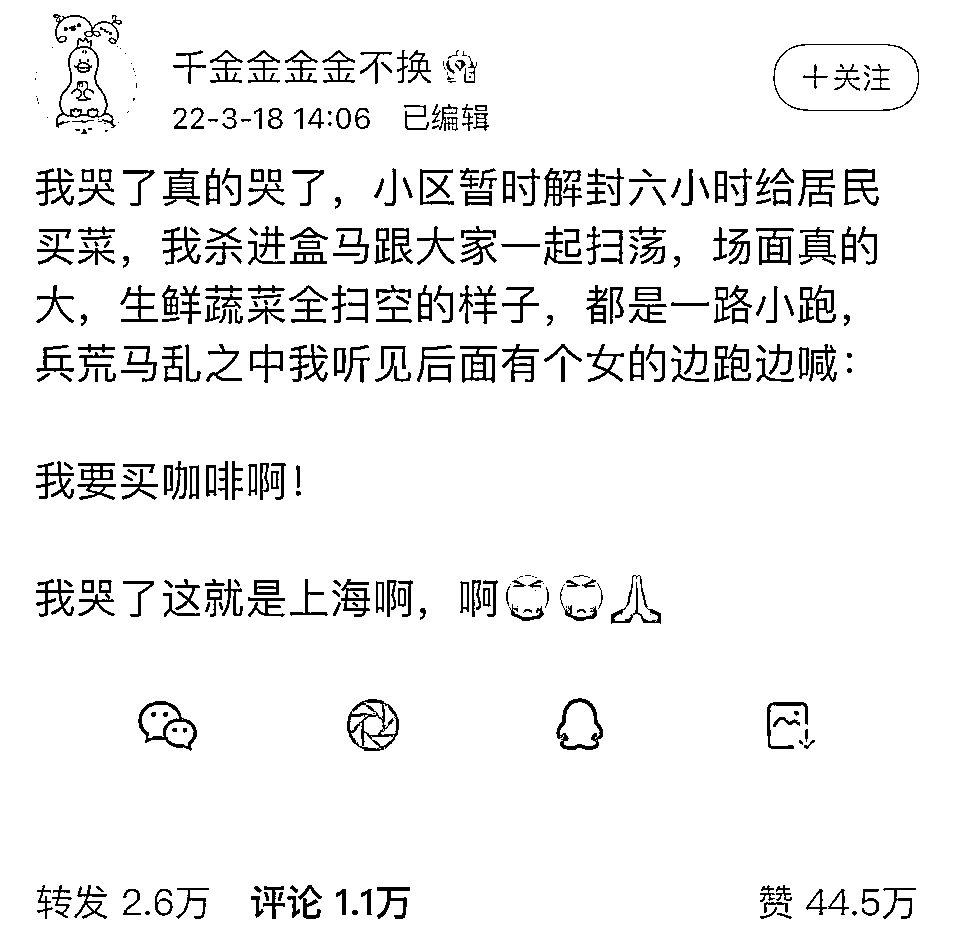 千金金金金不换
+关注
22-3-18 14:06 已编辑
我哭了真的哭了，小区暂时解封六小时给居民
买菜，我杀进盒马跟大家一起扫荡，场面真的
大，生鲜蔬菜全扫空的样子，都是一路小跑，
兵荒马乱之中我听见后面有个女的边跑边喊：
我要买咖啡啊！
我哭了这就是上海啊，啊
转发 2.6万 评论 1.1万 赞 44.5万